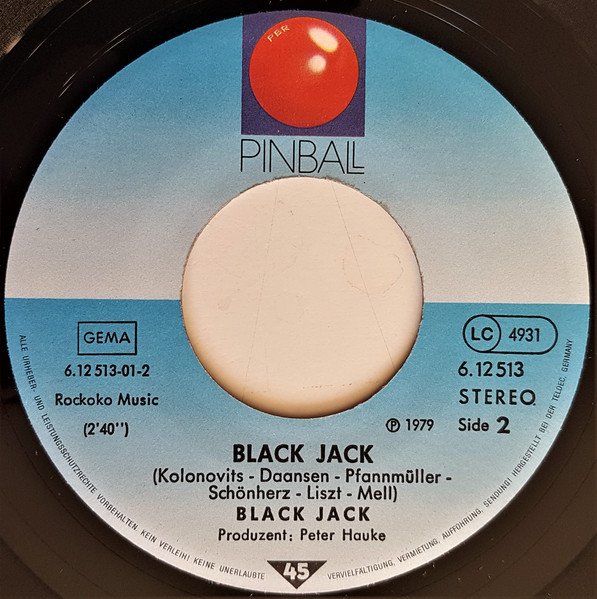 PER
PINBALL
GEMA
6.12 513-01-2
Rockoko Music
(2'40'')
LC 4931
6.12 513
STEREO
℗ 1979 Side 2
BLACK JACK
(Kolonovits - Daansen - Pfannmüller -
Schönherz - Liszt - Mell)
BLACK JACK
Produzent: Peter Hauke
45
ALLE URHEBER- UND LEISTUNGSSCHUTZRECHTE VORBEHALTEN. KEIN VERLEIH! KEINE UNERLAUBTE VERVIELFÄLTIGUNG, VERMIETUNG, AUFFÜHRUNG, SENDUNG! HERGESTELLT BEI DER TELDEC, GERMANY